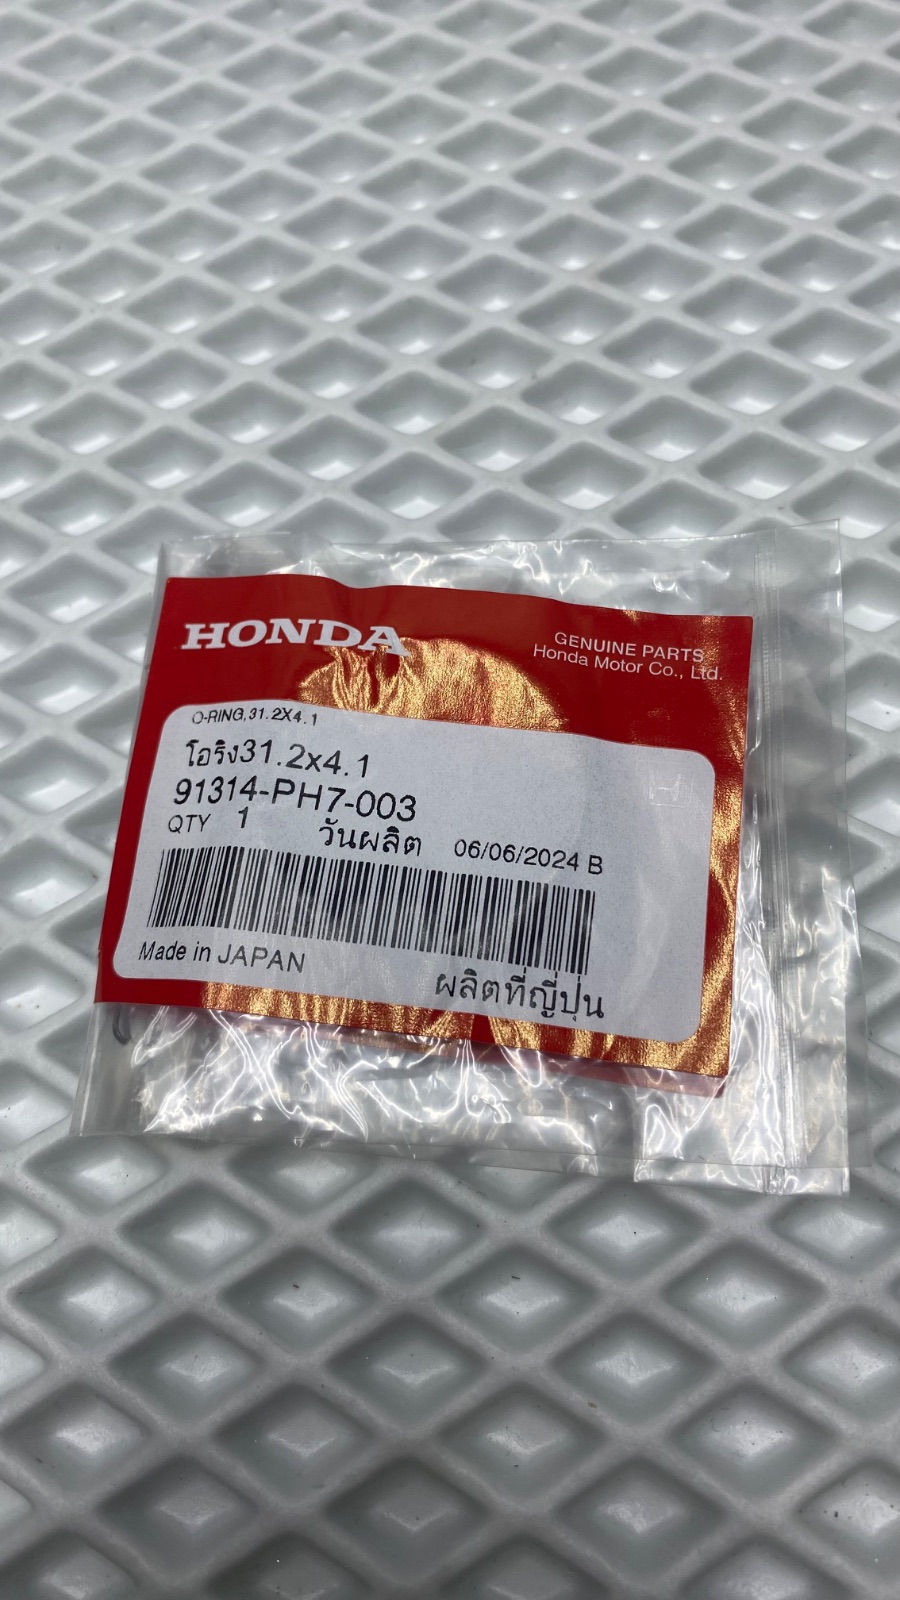 HONDA
GENUINE PARTS
Honda Motor Co., Ltd.
O-RING,31.2X4.1
โอริง31.2x4.1
91314-PH7-003
QTY 1 วันผลิต 06/06/2024 B
Made in JAPAN
ผลิตที่ญี่ปุ่น